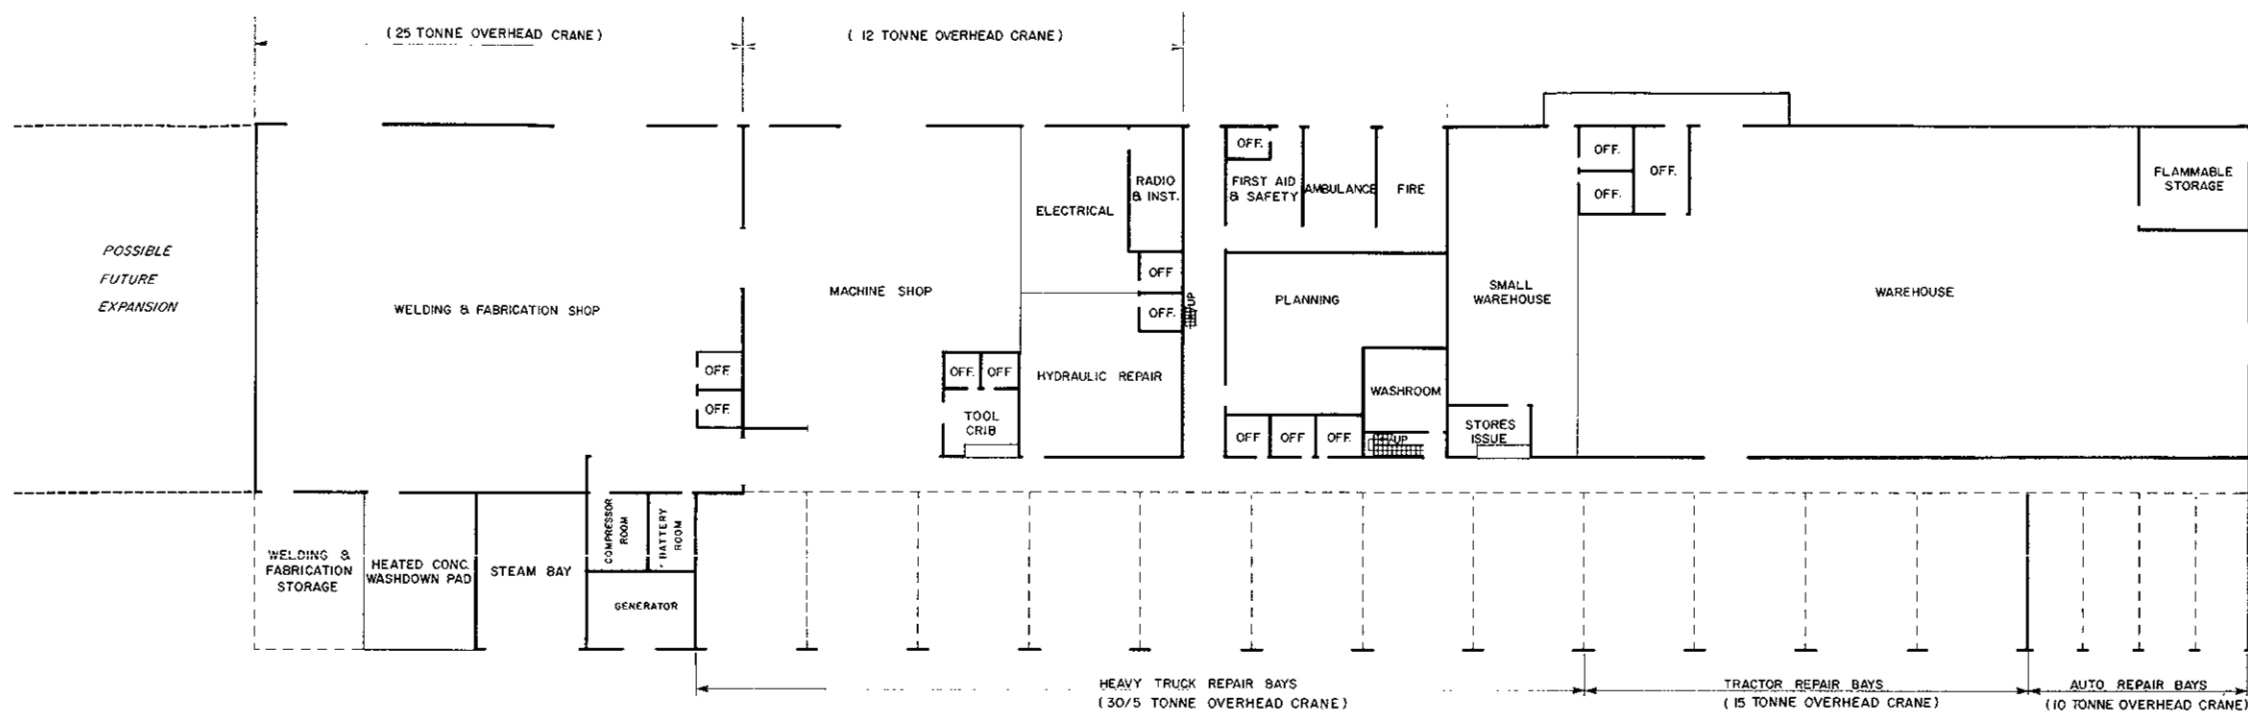 (25 TONNE OVERHEAD CRANE)
( 12 TONNE OVERHEAD CRANE)
POSSIBLE
FUTURE
EXPANSION
WELDING & FABRICATION SHOP
OFF.
OFF.
MACHINE SHOP
OFF.
OFF
TOOL
CRIB
ELECTRICAL
RADIO
& INST.
OFF
OFF.
UP
HYDRAULIC REPAIR
OFF.
FIRST AID
& SAFETY
AMBULANCE
FIRE
PLANNING
WASHROOM
OFF
OFF
OFF.
UP
SMALL
WAREHOUSE
STORES
ISSUE
OFF.
OFF.
OFF.
WAREHOUSE
FLAMMABLE
STORAGE
WELDING &
FABRICATION
STORAGE
HEATED CONC.
WASHDOWN PAD
STEAM BAY
COMPRESSOR
ROOM
BATTERY
ROOM
GENERATOR
HEAVY TRUCK REPAIR BAYS
(30/5 TONNE OVERHEAD CRANE)
TRACTOR REPAIR BAYS
(15 TONNE OVERHEAD CRANE)
AUTO REPAIR BAYS
(10 TONNE OVERHEAD CRANE)